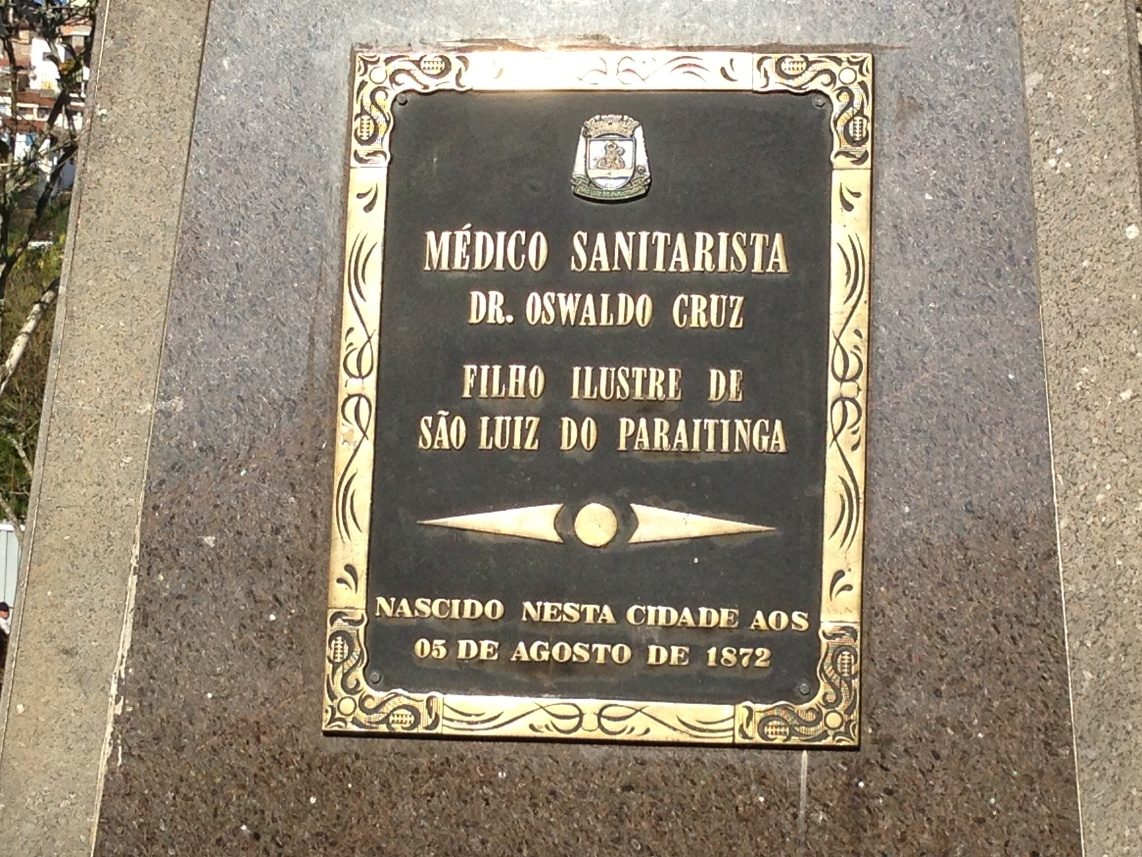 MÉDICO SANITARISTA
DR. OSWALDO CRUZ
FILHO ILUSTRE DE
SÃO LUIZ DO PARAITINGA
NASCIDO NESTA CIDADE AOS
05 DE AGOSTO DE 1872